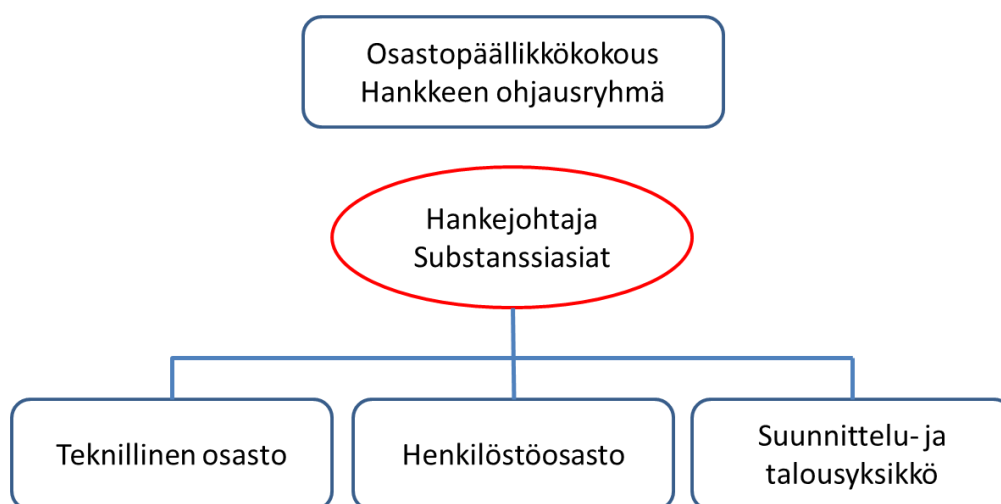 Osastopäällikkökokous
Hankkeen ohjausryhmä
Hankejohtaja
Substanssiasiat
Teknillinen osasto
Henkilöstöosasto
Suunnittelu- ja
talousyksikkö